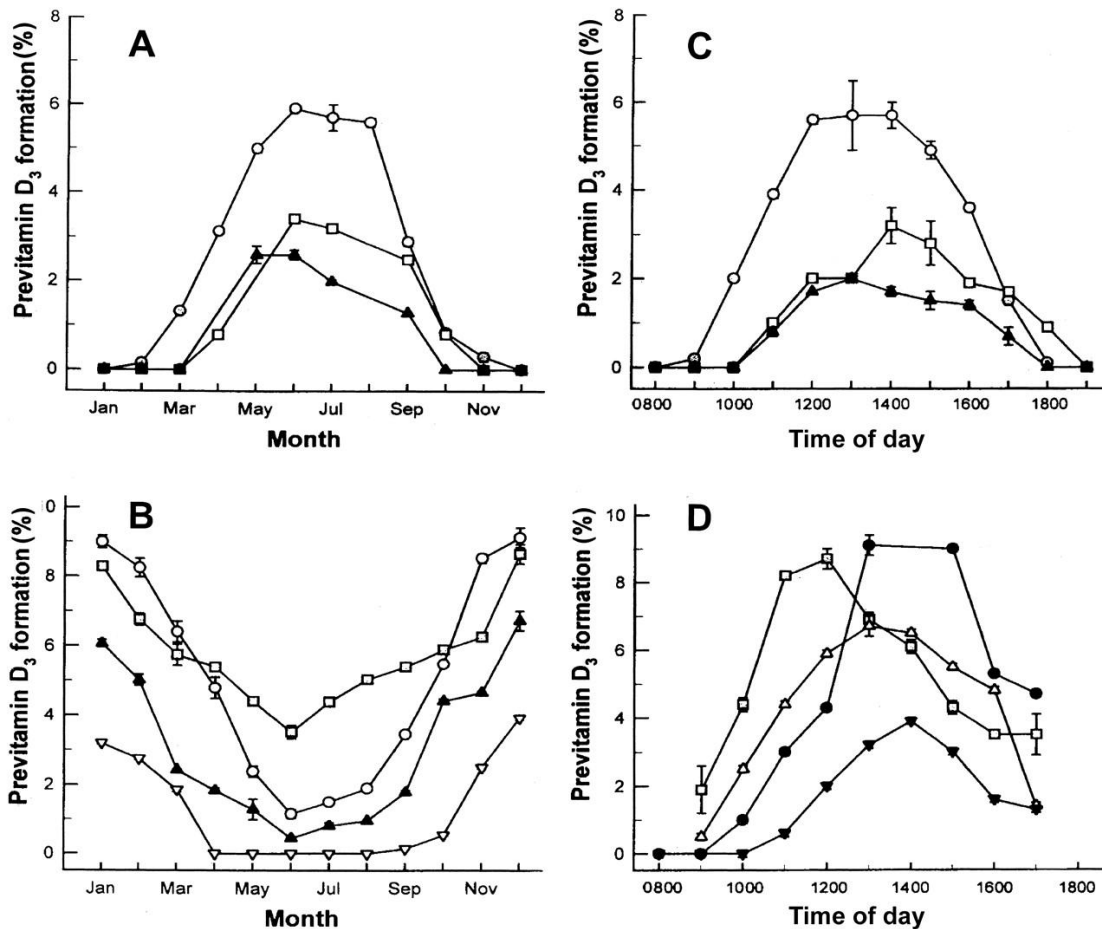 A
Previtamin D3 formation (%)
8
6
4
2
0
Jan Mar May Jul Sep Nov
Month
C
Previtamin D3 formation (%)
8
6
4
2
0
0800 1000 1200 1400 1600 1800
Time of day
B
Previtamin D3 formation (%)
0
8
6
4
2
0
Jan Mar May Jul Sep Nov
Month
D
Previtamin D3 formation (%)
10
8
6
4
2
0
0800 1000 1200 1400 1600 1800
Time of day